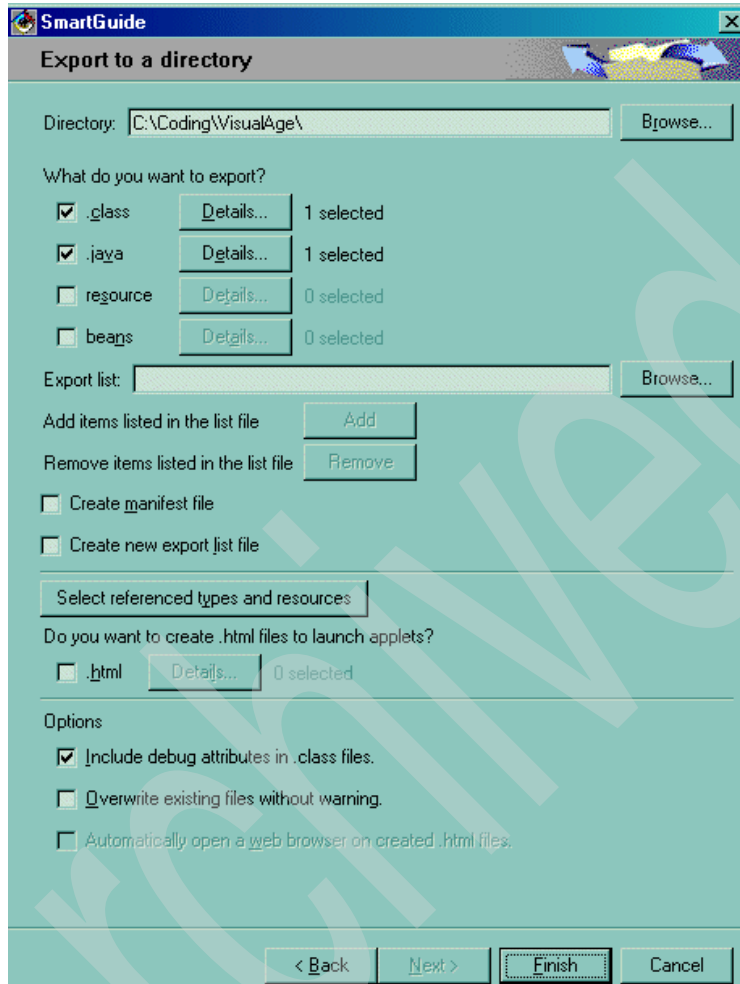 SmartGuide
Export to a directory
Directory: C:\Coding\VisualAge\ Browse...
What do you want to export?
.class Details... 1 selected
.java Details... 1 selected
resource Details... 0 selected
beans Details... 0 selected
Export list: Browse...
Add items listed in the list file Add
Remove items listed in the list file Remove
Create manifest file
Create new export list file
Select referenced types and resources
Do you want to create .html files to launch applets?
.html Details... 0 selected
Options
Include debug attributes in .class files.
Overwrite existing files without warning.
Automatically open a web browser on created .html files.
< Back Next > Finish Cancel
rchived